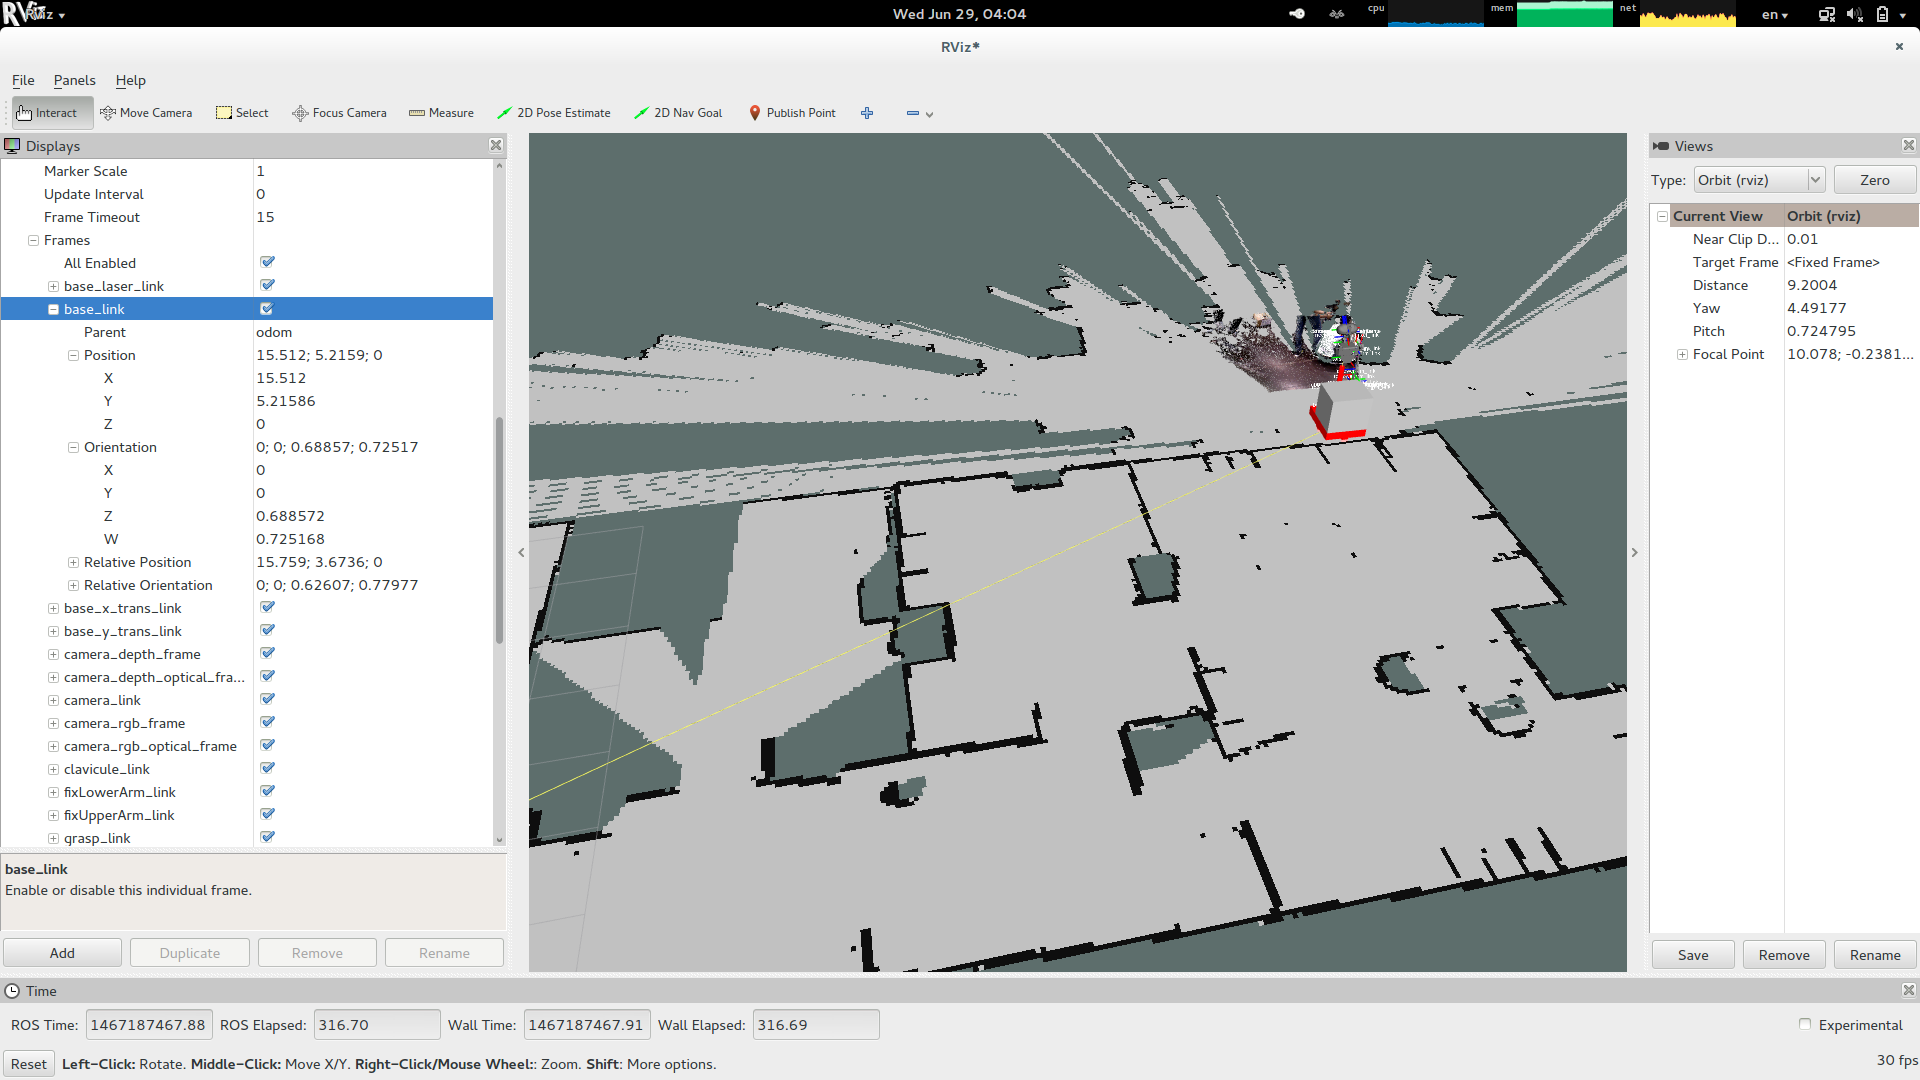 RViz
Wed Jun 29, 04:04
cpu
mem
net
en
RViz*
File Panels Help
Interact Move Camera Select Focus Camera Measure 2D Pose Estimate 2D Nav Goal Publish Point
Displays
Marker Scale 1
Update Interval 0
Frame Timeout 15
Frames
All Enabled
base_laser_link
base_link
Parent odom
Position 15.512; 5.2159; 0
X 15.512
Y 5.21586
Z 0
Orientation 0; 0; 0.68857; 0.72517
X 0
Y 0
Z 0.688572
W 0.725168
Relative Position 15.759; 3.6736; 0
Relative Orientation 0; 0; 0.62607; 0.77977
base_x_trans_link
base_y_trans_link
camera_depth_frame
camera_depth_optical_fra...
camera_link
camera_rgb_frame
camera_rgb_optical_frame
clavicule_link
fixLowerArm_link
fixUpperArm_link
grasp_link
base_link
Enable or disable this individual frame.
Add Duplicate Remove Rename
Views
Type: Orbit (rviz) Zero
Current View Orbit (rviz)
Near Clip D... 0.01
Target Frame <Fixed Frame>
Distance 9.2004
Yaw 4.49177
Pitch 0.724795
Focal Point 10.078; -0.2381...
Save Remove Rename
Time
ROS Time: 1467187467.88 ROS Elapsed: 316.70 Wall Time: 1467187467.91 Wall Elapsed: 316.69 Experimental
Reset Left-Click: Rotate. Middle-Click: Move X/Y. Right-Click/Mouse Wheel:: Zoom. Shift: More options. 30 fps